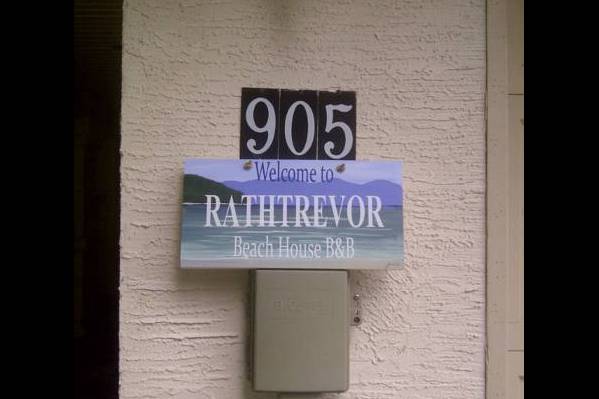 905
Welcome to
RATHTREVOR
Beach House B&B